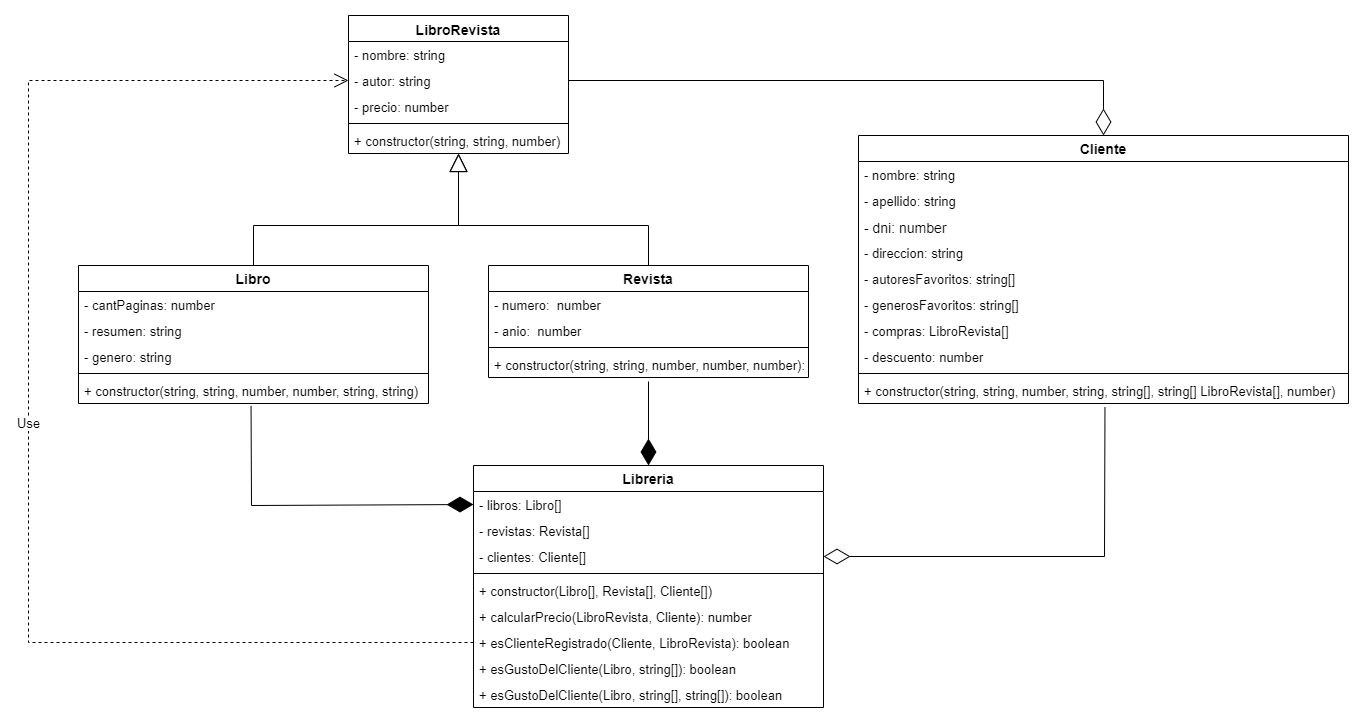 LibroRevista
- nombre: string
- autor: string
- precio: number
+ constructor(string, string, number)
Cliente
- nombre: string
- apellido: string
- dni: number
- direccion: string
- autoresFavoritos: string[]
- generosFavoritos: string[]
- compras: LibroRevista[]
- descuento: number
+ constructor(string, string, number, string, string[], string[] LibroRevista[], number)
Libro
- cantPaginas: number
- resumen: string
- genero: string
+ constructor(string, string, number, number, string, string)
Revista
- numero:  number
- anio:  number
+ constructor(string, string, number, number, number):
Use
Libreria
- libros: Libro[]
- revistas: Revista[]
- clientes: Cliente[]
+ constructor(Libro[], Revista[], Cliente[])
+ calcularPrecio(LibroRevista, Cliente): number
+ esClienteRegistrado(Cliente, LibroRevista): boolean
+ esGustoDelCliente(Libro, string[]): boolean
+ esGustoDelCliente(Libro, string[], string[]): boolean